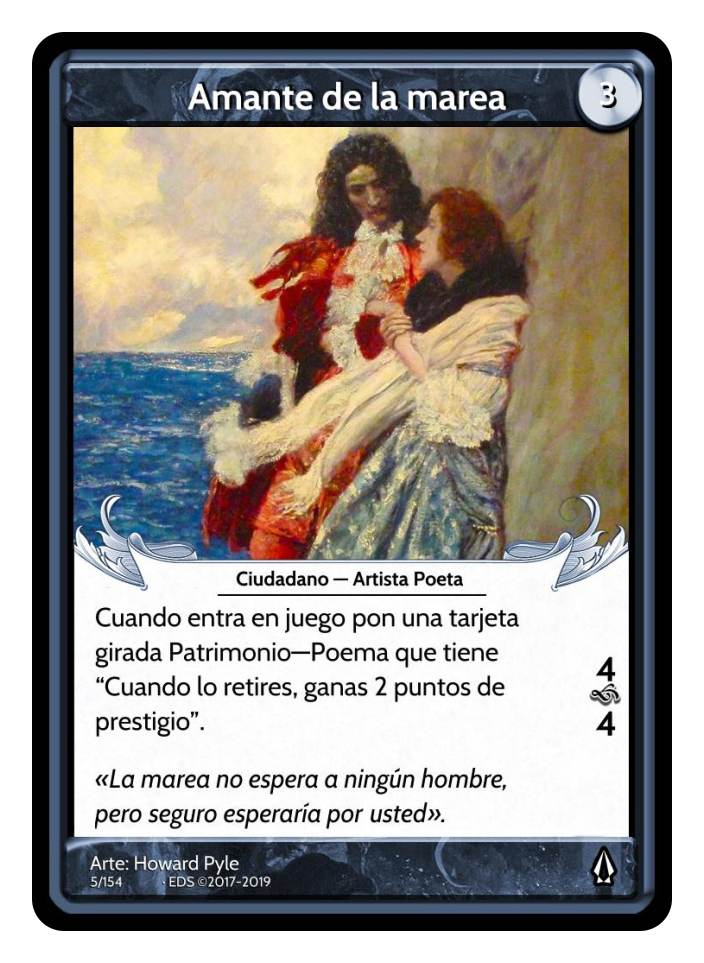 Amante de la marea
3
Ciudadano — Artista Poeta
Cuando entra en juego pon una tarjeta
girada Patrimonio—Poema que tiene
“Cuando lo retires, ganas 2 puntos de
prestigio”.
4
4
«La marea no espera a ningún hombre,
pero seguro esperaría por usted».
Arte: Howard Pyle
5/154 · EDS ©2017-2019